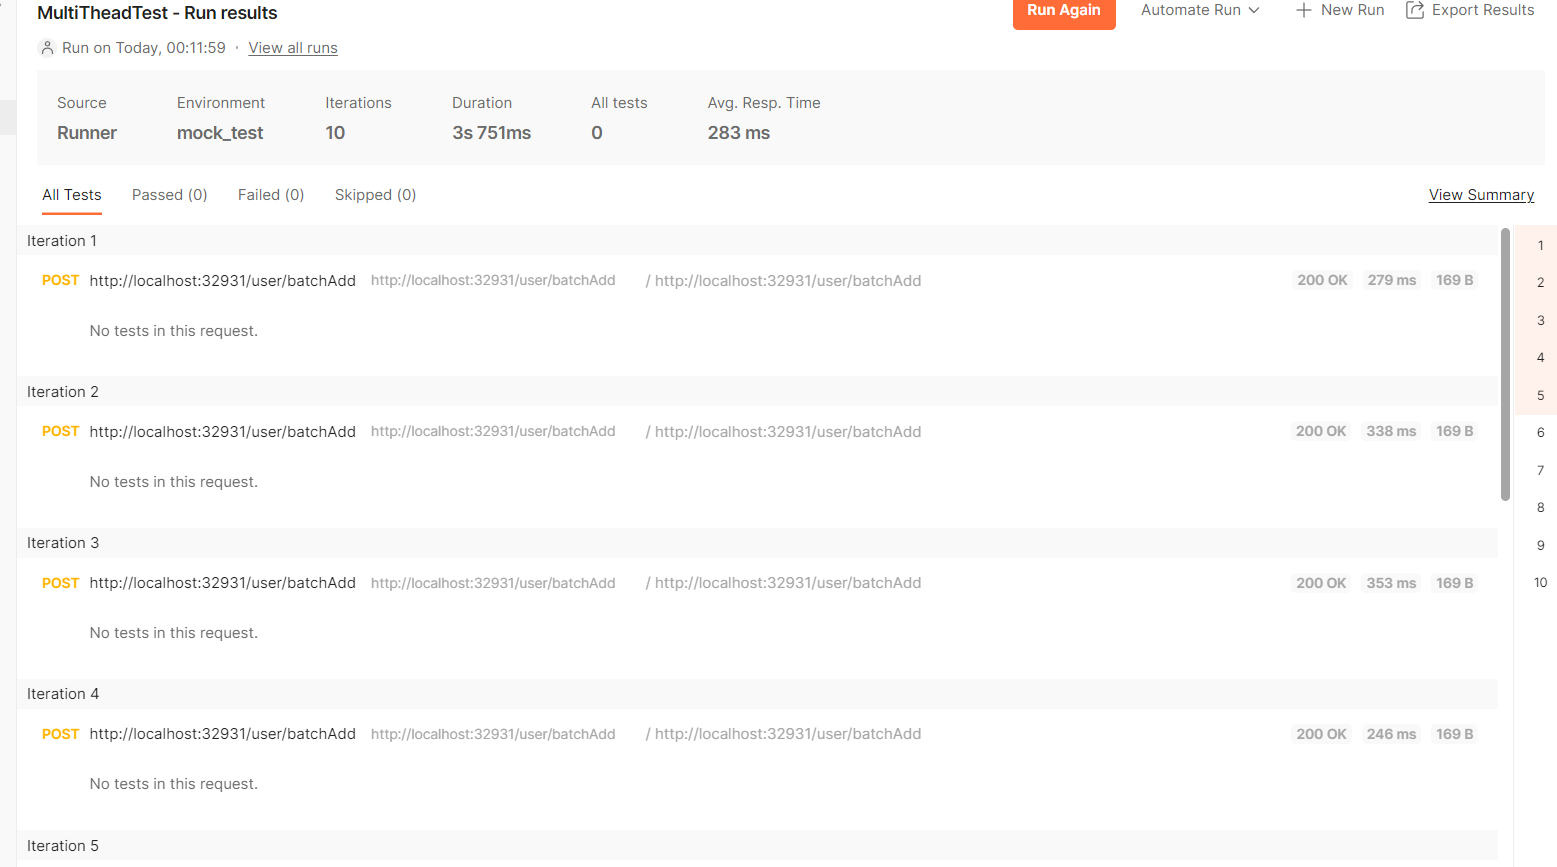 MultiTheadTest - Run results
Run Again Automate Run New Run Export Results
Run on Today, 00:11:59 · View all runs
Source Environment Iterations Duration All tests Avg. Resp. Time
Runner mock_test 10 3s 751ms 0 283 ms
All Tests Passed (0) Failed (0) Skipped (0) View Summary
Iteration 1
POST http://localhost:32931/user/batchAdd http://localhost:32931/user/batchAdd / http://localhost:32931/user/batchAdd 200 OK 279 ms 169 B
No tests in this request.
Iteration 2
POST http://localhost:32931/user/batchAdd http://localhost:32931/user/batchAdd / http://localhost:32931/user/batchAdd 200 OK 338 ms 169 B
No tests in this request.
Iteration 3
POST http://localhost:32931/user/batchAdd http://localhost:32931/user/batchAdd / http://localhost:32931/user/batchAdd 200 OK 353 ms 169 B
No tests in this request.
Iteration 4
POST http://localhost:32931/user/batchAdd http://localhost:32931/user/batchAdd / http://localhost:32931/user/batchAdd 200 OK 246 ms 169 B
No tests in this request.
Iteration 5
1
2
3
4
5
6
7
8
9
10